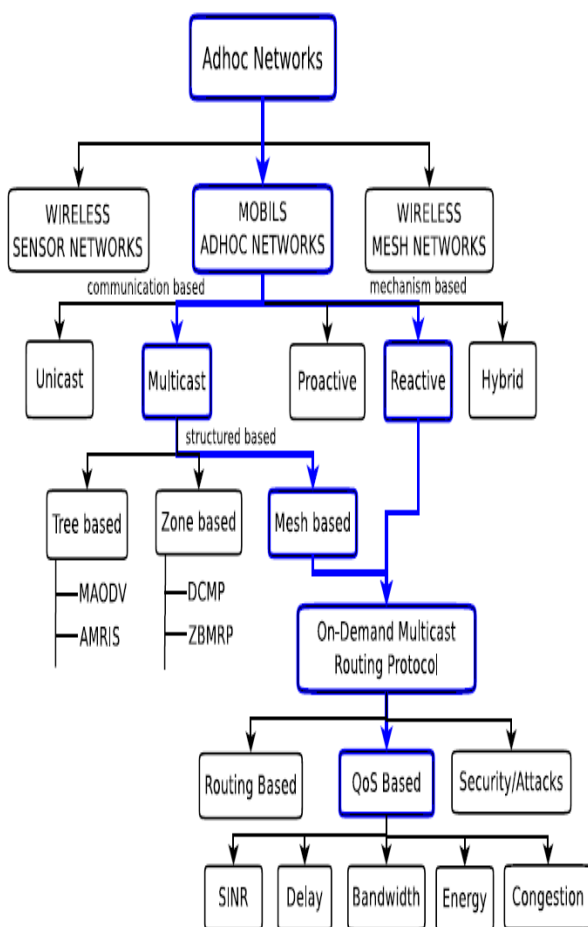 Adhoc Networks
WIRELESS
SENSOR NETWORKS
MOBILS
ADHOC NETWORKS
WIRELESS
MESH NETWORKS
communication based
mechanism based
Unicast
Multicast
Proactive
Reactive
Hybrid
structured based
Tree based
Zone based
Mesh based
MAODV
AMRIS
DCMP
ZBMRP
On-Demand Multicast
Routing Protocol
Routing Based
QoS Based
Security/Attacks
SINR
Delay
Bandwidth
Energy
Congestion